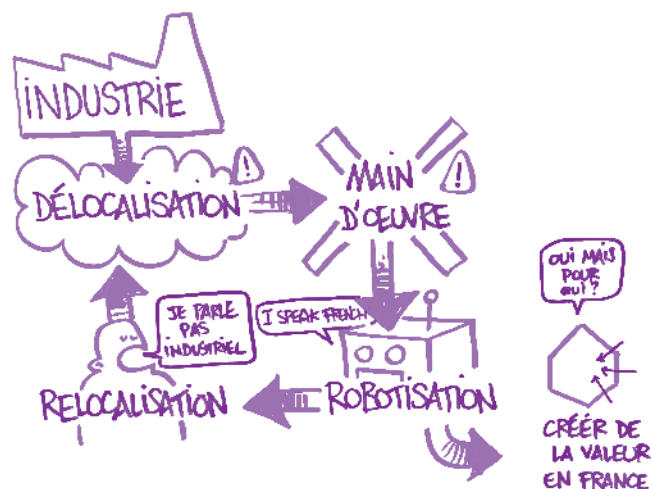 INDUSTRIE
DÉLOCALISATION
!
MAIN
D'OEUVRE
!
JE PARLE
PAS
INDUSTRIEL
I SPEAK FRENCH
RELOCALISATION
ROBOTISATION
OUI MAIS
POUR
QUI ?
CRÉÉR DE
LA VALEUR
EN FRANCE